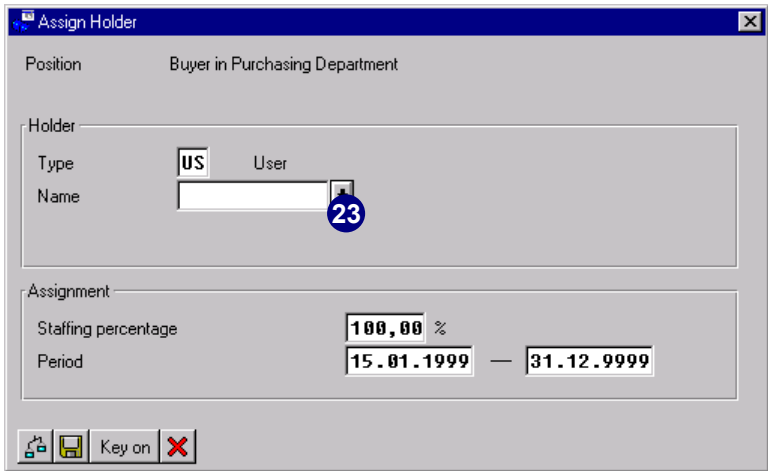 Assign Holder
Position Buyer in Purchasing Department
Holder
Type US User
Name
23
Assignment
Staffing percentage 100,00 %
Period 15.01.1999 — 31.12.9999
Key on